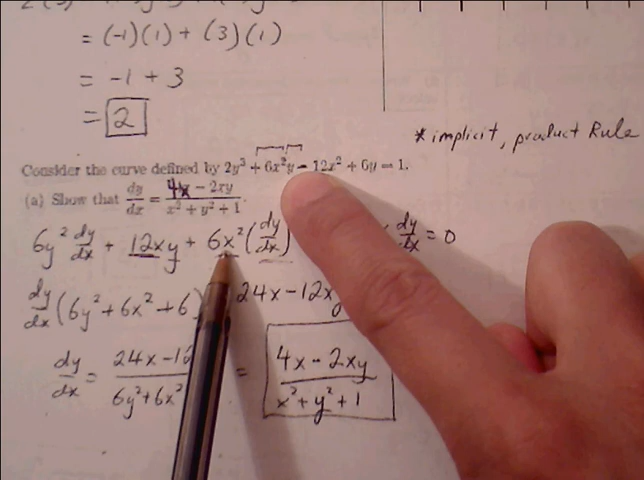 = (-1)(1) + (3)(1)
= -1 + 3
= 2
* implicit, product Rule
Consider the curve defined by 2y³ + 6x²y - 12x² + 6y = 1.
(a) Show that dy/dx = (4x - 2xy)/(x² + y² + 1).
6y² dy/dx + 12xy + 6x² (dy/dx) dy/dx = 0
dy/dx (6y² + 6x² + 6) 24x - 12x
dy/dx = 24x - 12 / 6y² + 6x² = (4x - 2xy)/(x² + y² + 1)